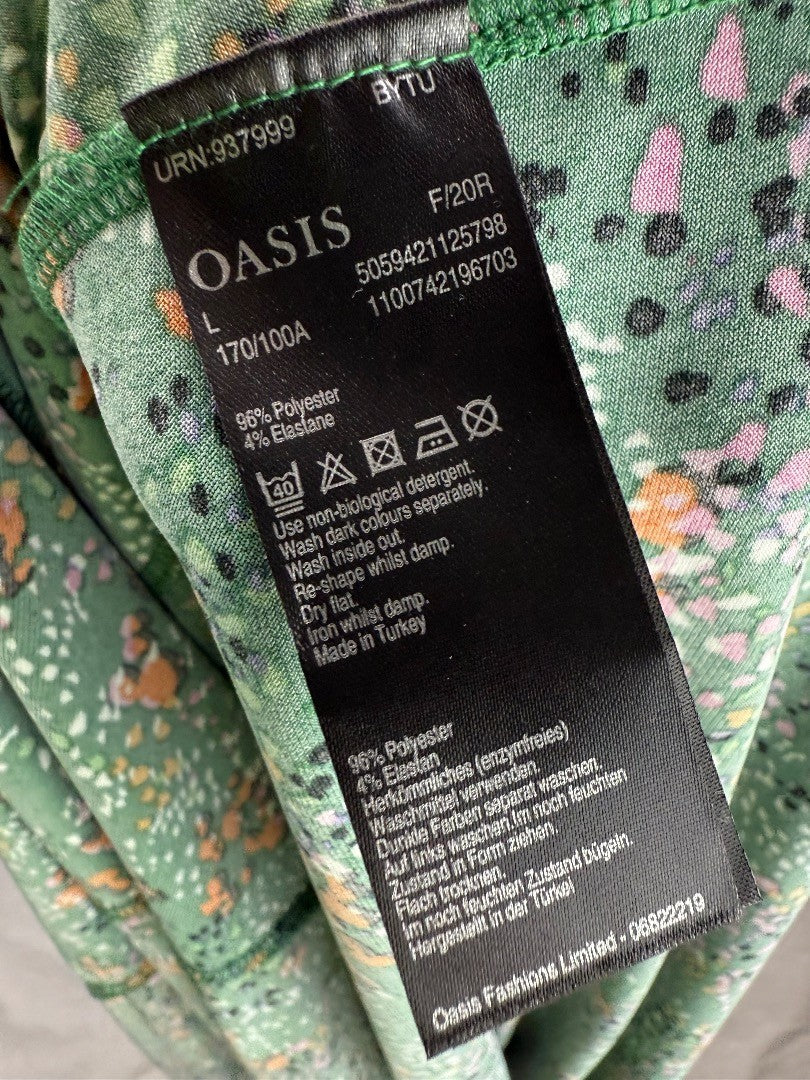 BYTU
URN:937999
OASIS
F/20R
5059421125798
L
1100742196703
170/100A
96% Polyester
4% Elastane
40
Use non-biological detergent.
Wash dark colours separately.
Wash inside out.
Re-shape whilst damp.
Dry flat.
Iron whilst damp.
Made in Turkey
96% Polyester
4% Elastan
Herkömmliches (enzymfreies)
Waschmittel verwenden.
Dunkle Farben separat waschen.
Auf links waschen.Im noch feuchten
Zustand in Form ziehen.
Flach trocknen.
Im noch feuchten Zustand bügeln.
Hergestellt in der Türkei
Oasis Fashions Limited - 06822219